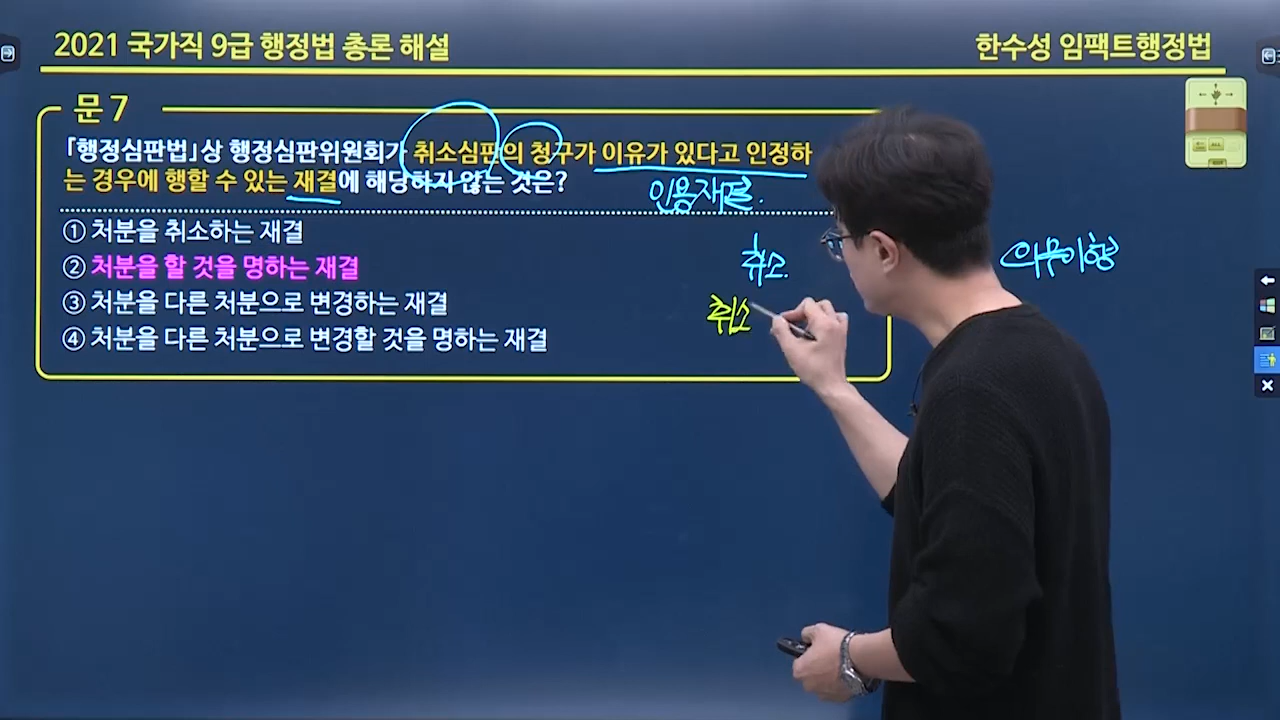 2021 국가직 9급 행정법 총론 해설
한수성 임팩트행정법
문 7
「행정심판법」상 행정심판위원회가 취소심판의 청구가 이유가 있다고 인정하
는 경우에 행할 수 있는 재결에 해당하지 않는 것은?
인용재결.
① 처분을 취소하는 재결
② 처분을 할 것을 명하는 재결
③ 처분을 다른 처분으로 변경하는 재결
④ 처분을 다른 처분으로 변경할 것을 명하는 재결
취소.
의무이행
취소